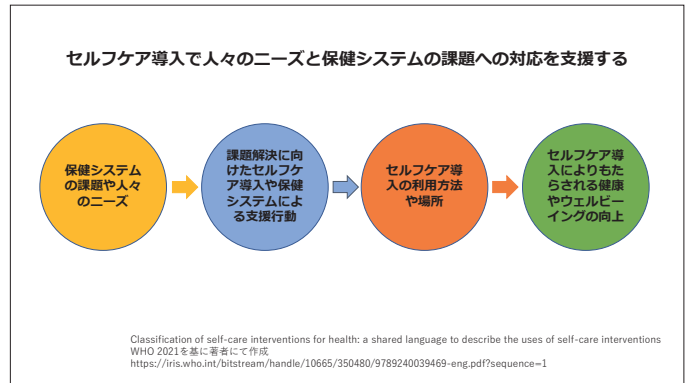 セルフケア導入で人々のニーズと保健システムの課題への対応を支援する
保健システム
の課題や人々
のニーズ
課題解決に向
けたセルフケ
ア導入や保健
システムによ
る支援行動
セルフケア導
入の利用方法
や場所
セルフケア導
入によりもた
らされる健康
やウェルビー
イングの向上
Classification of self-care interventions for health: a shared language to describe the uses of self-care interventions
WHO 2021を基に著者にて作成
https://iris.who.int/bitstream/handle/10665/350480/9789240039469-eng.pdf?sequence=1